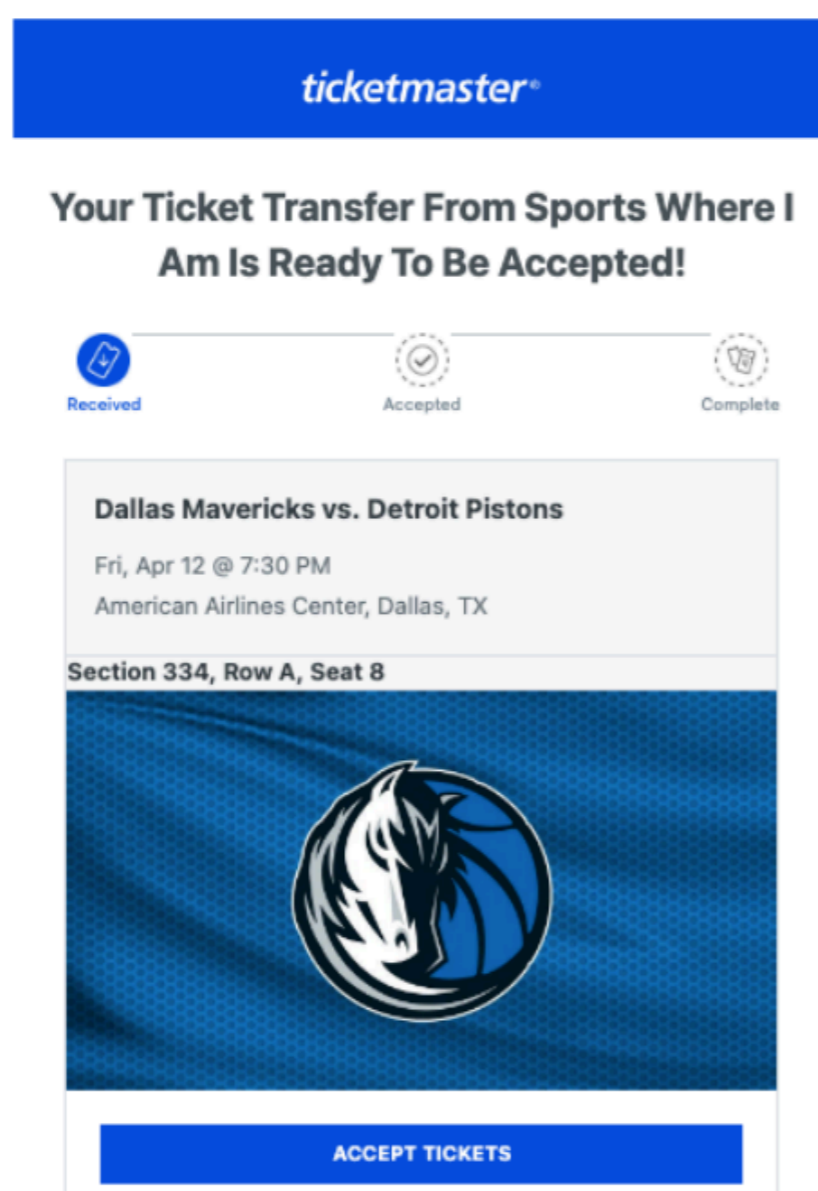 ticketmaster®
Your Ticket Transfer From Sports Where I
Am Is Ready To Be Accepted!
Received
Accepted
Complete
Dallas Mavericks vs. Detroit Pistons
Fri, Apr 12 @ 7:30 PM
American Airlines Center, Dallas, TX
Section 334, Row A, Seat 8
ACCEPT TICKETS